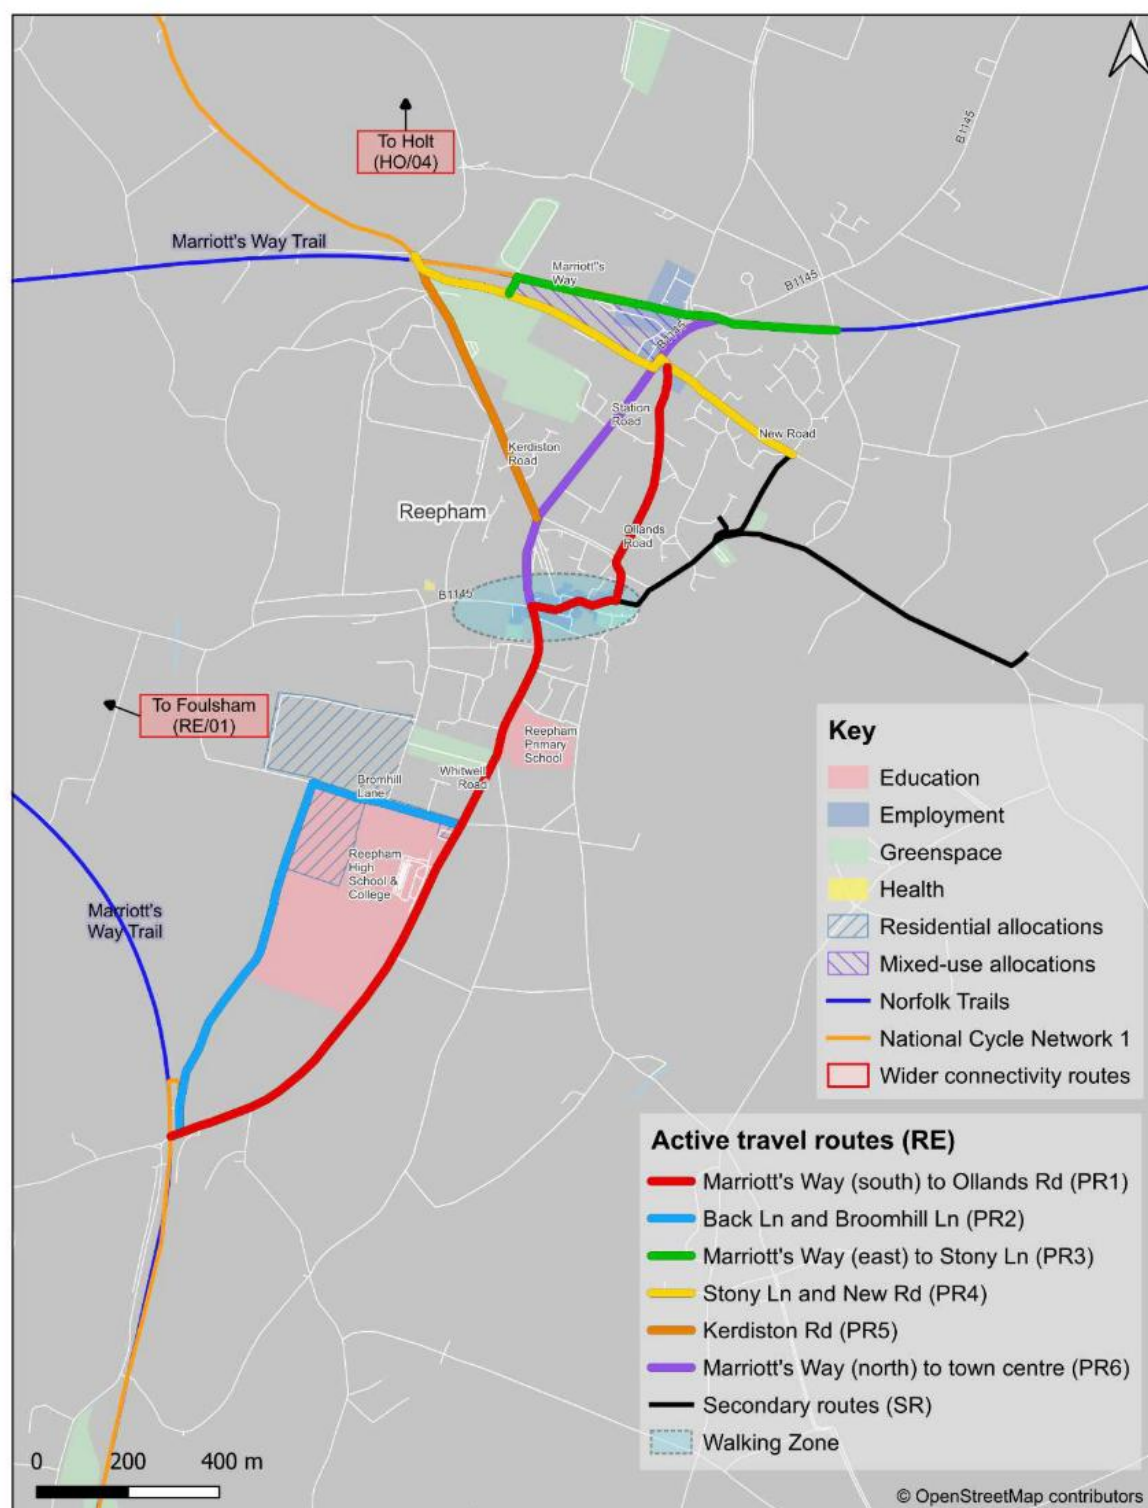 B1145
To Holt
(HO/04)
Marriott's Way Trail
Marriott''s
Way
B1145
B1145
Station
Road
New Road
Kerdiston
Road
Reepham
Ollands
Road
B1145
To Foulsham
(RE/01)
Reepham
Primary
School
Whitwell
Road
Bromhill
Lane
Reepham
High
School &
College
Marriott's
Way Trail
Key
Education
Employment
Greenspace
Health
Residential allocations
Mixed-use allocations
Norfolk Trails
National Cycle Network 1
Wider connectivity routes
Active travel routes (RE)
Marriott's Way (south) to Ollands Rd (PR1)
Back Ln and Broomhill Ln (PR2)
Marriott's Way (east) to Stony Ln (PR3)
Stony Ln and New Rd (PR4)
Kerdiston Rd (PR5)
Marriott's Way (north) to town centre (PR6)
Secondary routes (SR)
Walking Zone
0 200 400 m
© OpenStreetMap contributors